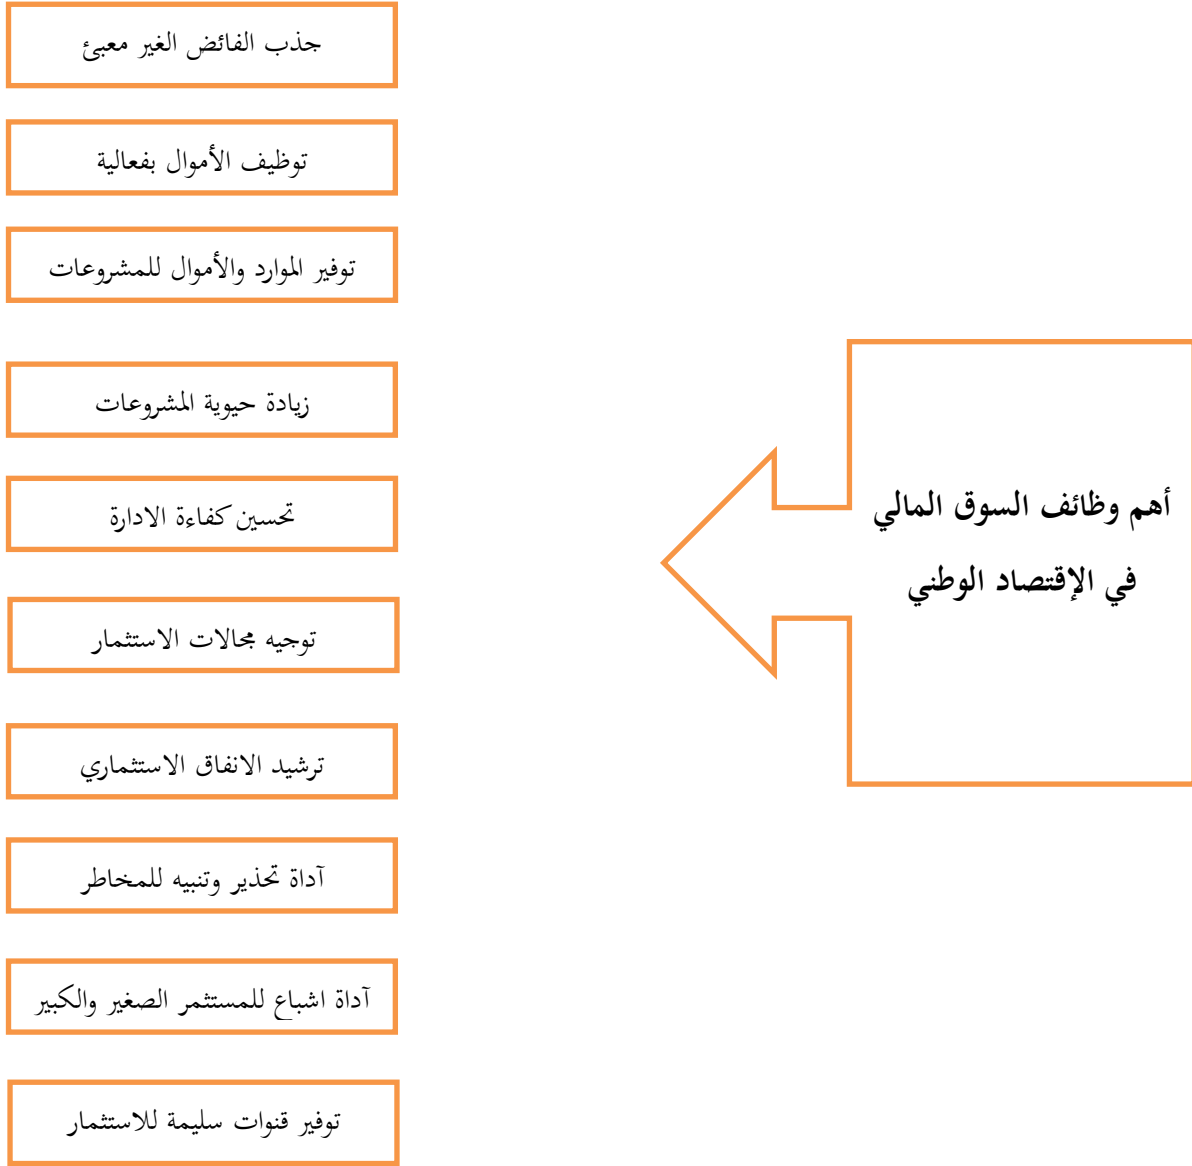 أهم وظائف السوق المالي
في الإقتصاد الوطني
جذب الفائض الغير معبئ
توظيف الأموال بفعالية
توفير الموارد والأموال للمشروعات
زيادة حيوية المشروعات
تحسين كفاءة الادارة
توجيه مجالات الاستثمار
ترشيد الانفاق الاستثماري
آداة تحذير وتنبيه للمخاطر
آداة اشباع للمستثمر الصغير والكبير
توفير قنوات سليمة للاستثمار